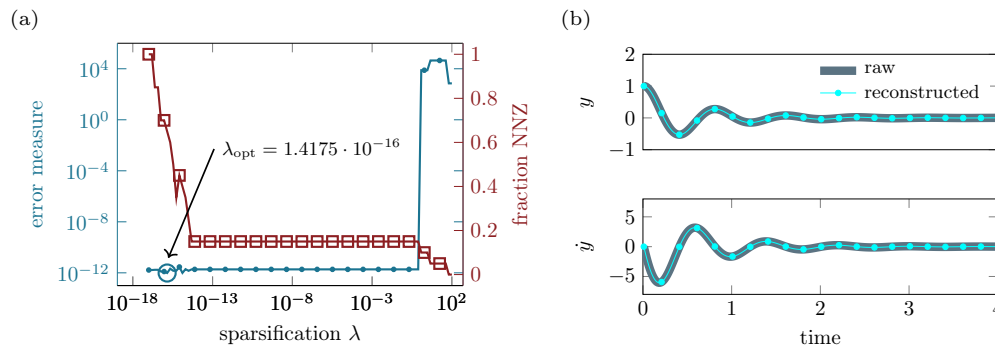 (a)
(b)
error measure
10^4
10^0
10^−4
10^−8
10^−12
λ_opt = 1.4175 · 10^−16
1
0.8
0.6
0.4
0.2
0
fraction NNZ
10^−18
10^−13
10^−8
10^−3
10^2
sparsification λ
y
2
1
0
−1
raw
reconstructed
ẏ
5
0
−5
0
1
2
3
4
time